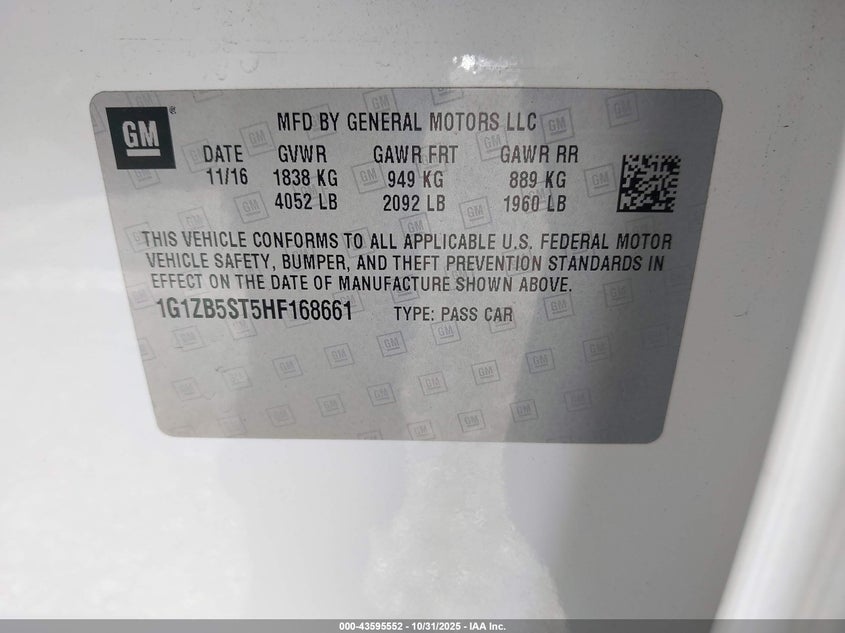 GM ®
MFD BY GENERAL MOTORS LLC
DATE GVWR GAWR FRT GAWR RR
11/16 1838 KG 949 KG 889 KG
4052 LB 2092 LB 1960 LB
THIS VEHICLE CONFORMS TO ALL APPLICABLE U.S. FEDERAL MOTOR
VEHICLE SAFETY, BUMPER, AND THEFT PREVENTION STANDARDS IN
EFFECT ON THE DATE OF MANUFACTURE SHOWN ABOVE.
1G1ZB5ST5HF168661 TYPE: PASS CAR
000-43595552 - 10/31/2025 - IAA Inc.